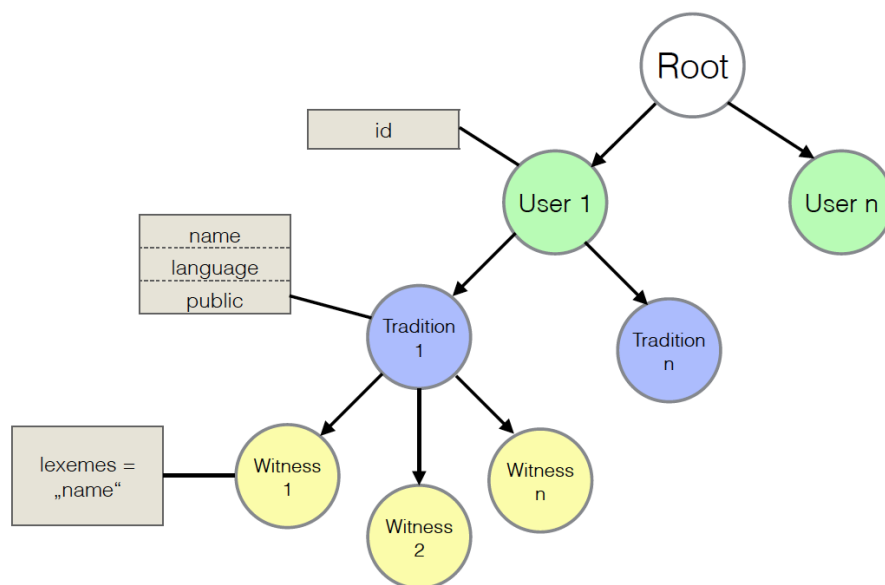 Root
id
User 1
User n
name
language
public
Tradition
1
Tradition
n
lexemes =
„name“
Witness
1
Witness
2
Witness
n